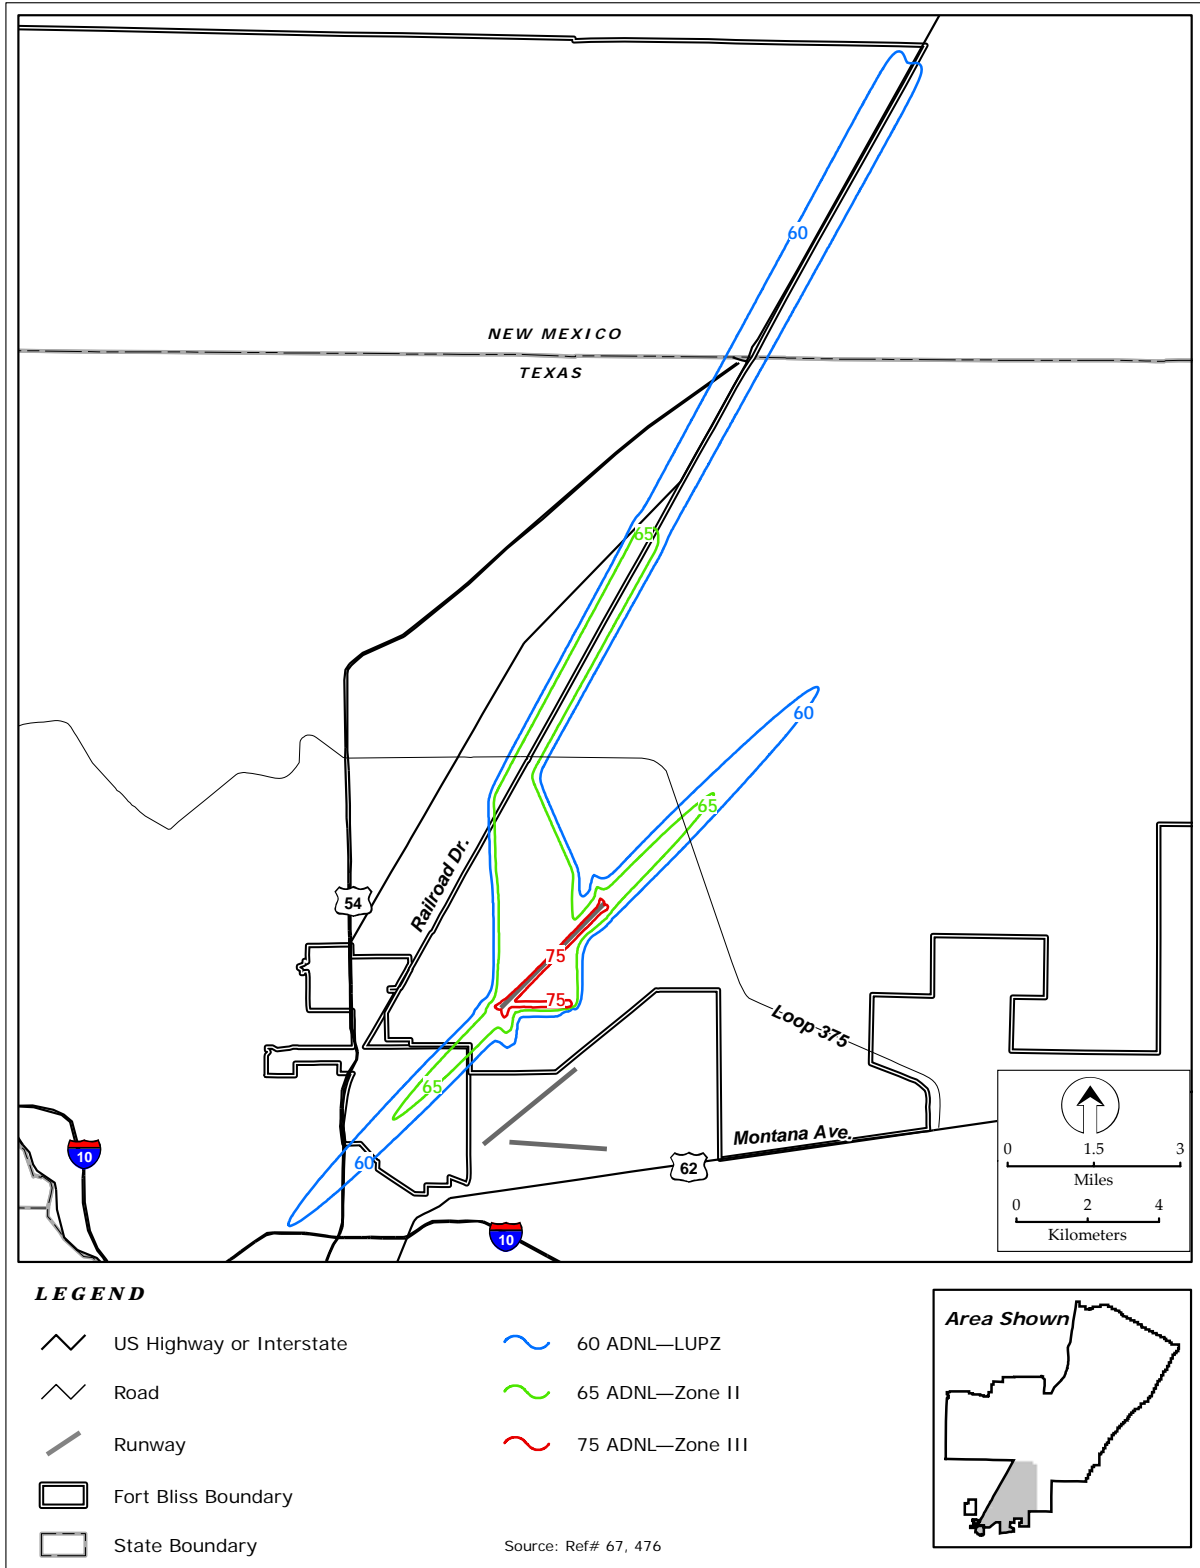 60
NEW MEXICO
TEXAS
65
60
65
Railroad Dr.
54
75
75
Loop 375
65
Montana Ave.
10
60
62
10
0 1.5 3
Miles
0 2 4
Kilometers
LEGEND
US Highway or Interstate
Road
Runway
Fort Bliss Boundary
State Boundary
60 ADNL—LUPZ
65 ADNL—Zone II
75 ADNL—Zone III
Source: Ref# 67, 476
Area Shown